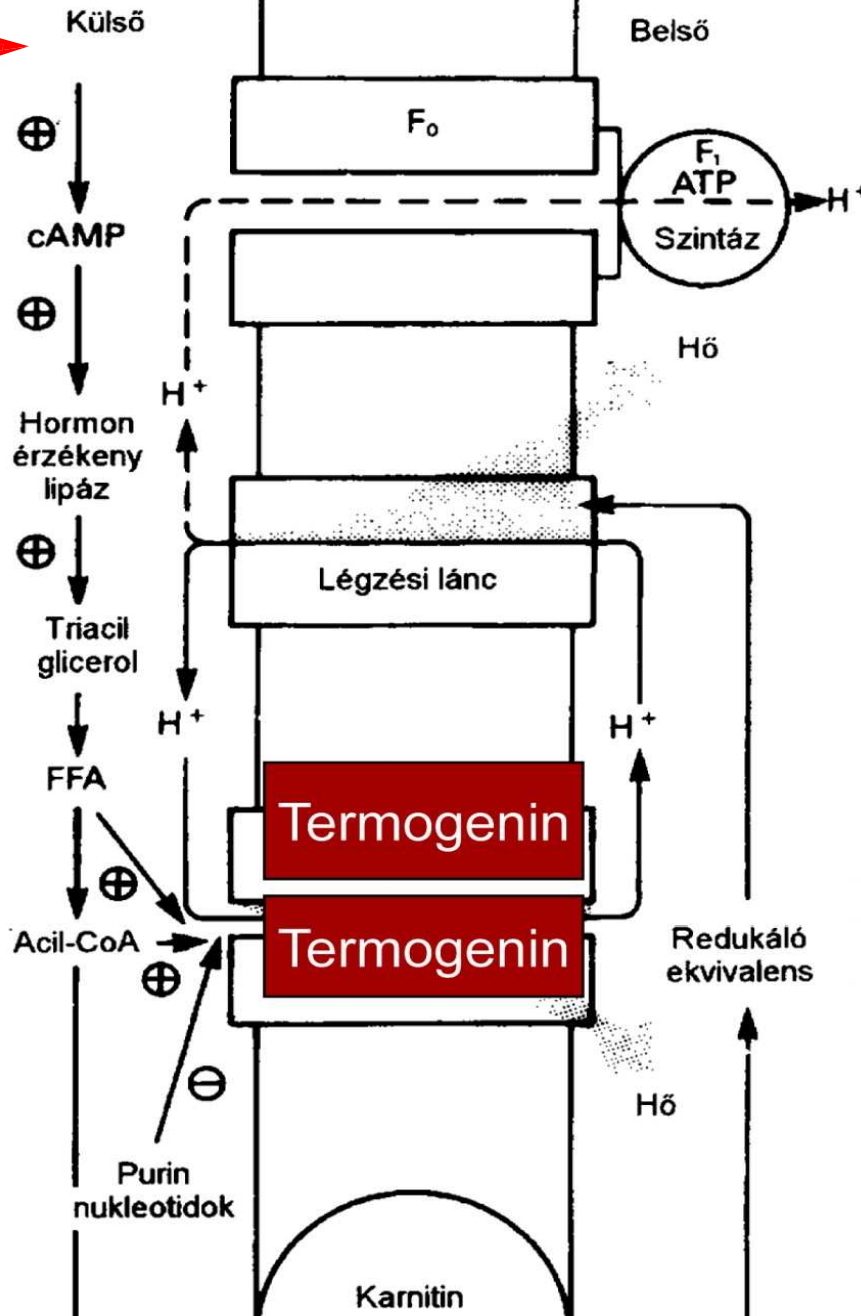 Külső
Belső
F₀
F₁
ATP
Szintáz
H⁺
cAMP
Hő
H⁺
Hormon
érzékeny
lipáz
Légzési lánc
Triacil
glicerol
H⁺
H⁺
FFA
Termogenin
Acil-CoA
Termogenin
Redukáló
ekvivalens
Hő
Purin
nukleotidok
Karnitin